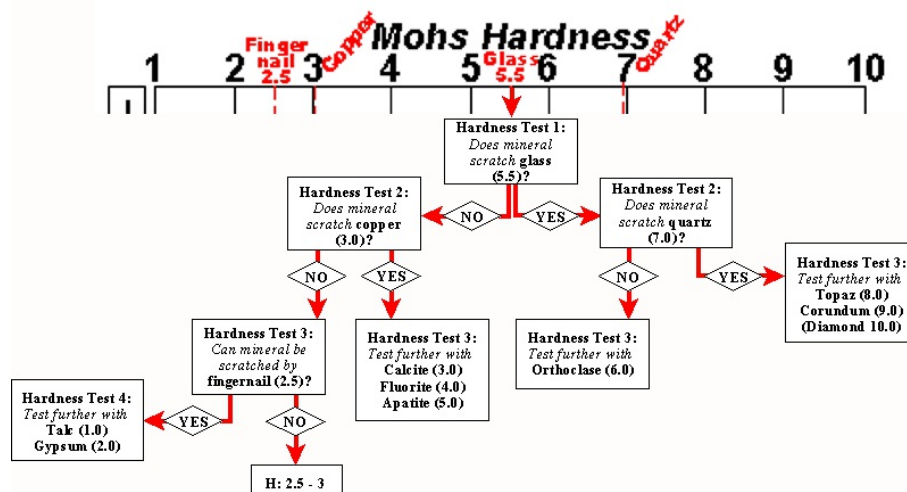 Mohs Hardness
Finger
nail
2.5
Copper
Glass
5.5
Quartz
1 2 3 4 5 6 7 8 9 10
Hardness Test 1:
Does mineral
scratch glass
(5.5)?
NO
YES
Hardness Test 2:
Does mineral
scratch copper
(3.0)?
Hardness Test 2:
Does mineral
scratch quartz
(7.0)?
NO
YES
NO
YES
Hardness Test 3:
Test further with
Topaz (8.0)
Corundum (9.0)
(Diamond 10.0)
Hardness Test 3:
Can mineral be
scratched by
fingernail (2.5)?
Hardness Test 3:
Test further with
Calcite (3.0)
Fluorite (4.0)
Apatite (5.0)
Hardness Test 3:
Test further with
Orthoclase (6.0)
Hardness Test 4:
Test further with
Talc (1.0)
Gypsum (2.0)
YES
NO
H: 2.5 - 3